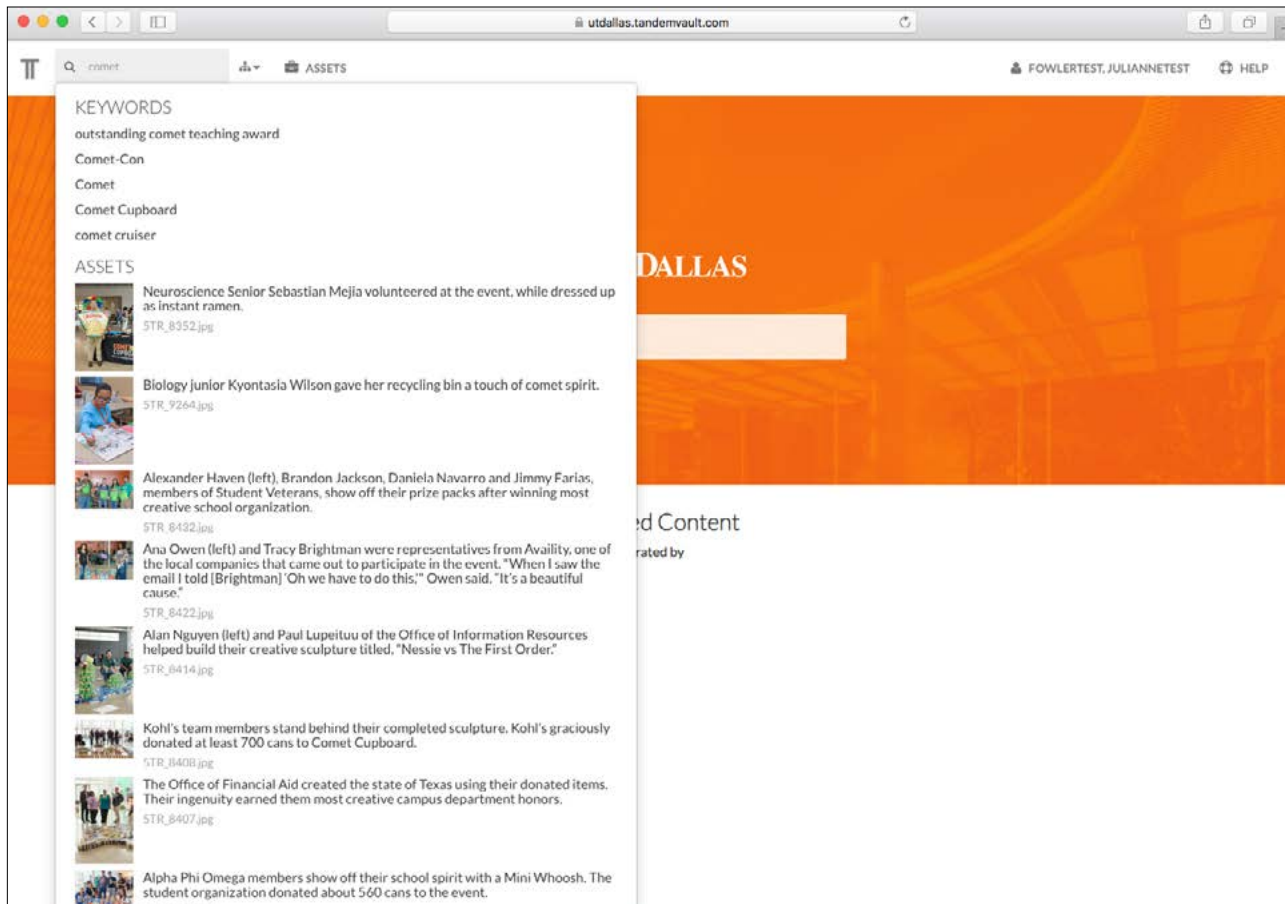 utdallas.tandemvault.com
comet
ASSETS
FOWLERTEST, JULIANNETEST
HELP
KEYWORDS
outstanding comet teaching award
Comet-Con
Comet
Comet Cupboard
comet cruiser
ASSETS
DALLAS
Neuroscience Senior Sebastian Mejia volunteered at the event, while dressed up
as instant ramen.
STR_8352.jpg
Biology junior Kyontasia Wilson gave her recycling bin a touch of comet spirit.
STR_9264.jpg
Alexander Haven (left), Brandon Jackson, Daniela Navarro and Jimmy Farias,
members of Student Veterans, show off their prize packs after winning most
creative school organization.
STR_8432.jpg
ed Content
rated by
Ana Owen (left) and Tracy Brightman were representatives from Availity, one of
the local companies that came out to participate in the event. "When I saw the
email I told [Brightman] 'Oh we have to do this,'" Owen said. "It's a beautiful
cause."
STR_8422.jpg
Alan Nguyen (left) and Paul Lupeituu of the Office of Information Resources
helped build their creative sculpture titled, "Nessie vs The First Order."
STR_8414.jpg
Kohl's team members stand behind their completed sculpture. Kohl's graciously
donated at least 700 cans to Comet Cupboard.
STR_8408.jpg
The Office of Financial Aid created the state of Texas using their donated items.
Their ingenuity earned them most creative campus department honors.
STR_8407.jpg
Alpha Phi Omega members show off their school spirit with a Mini Whoosh. The
student organization donated about 560 cans to the event.